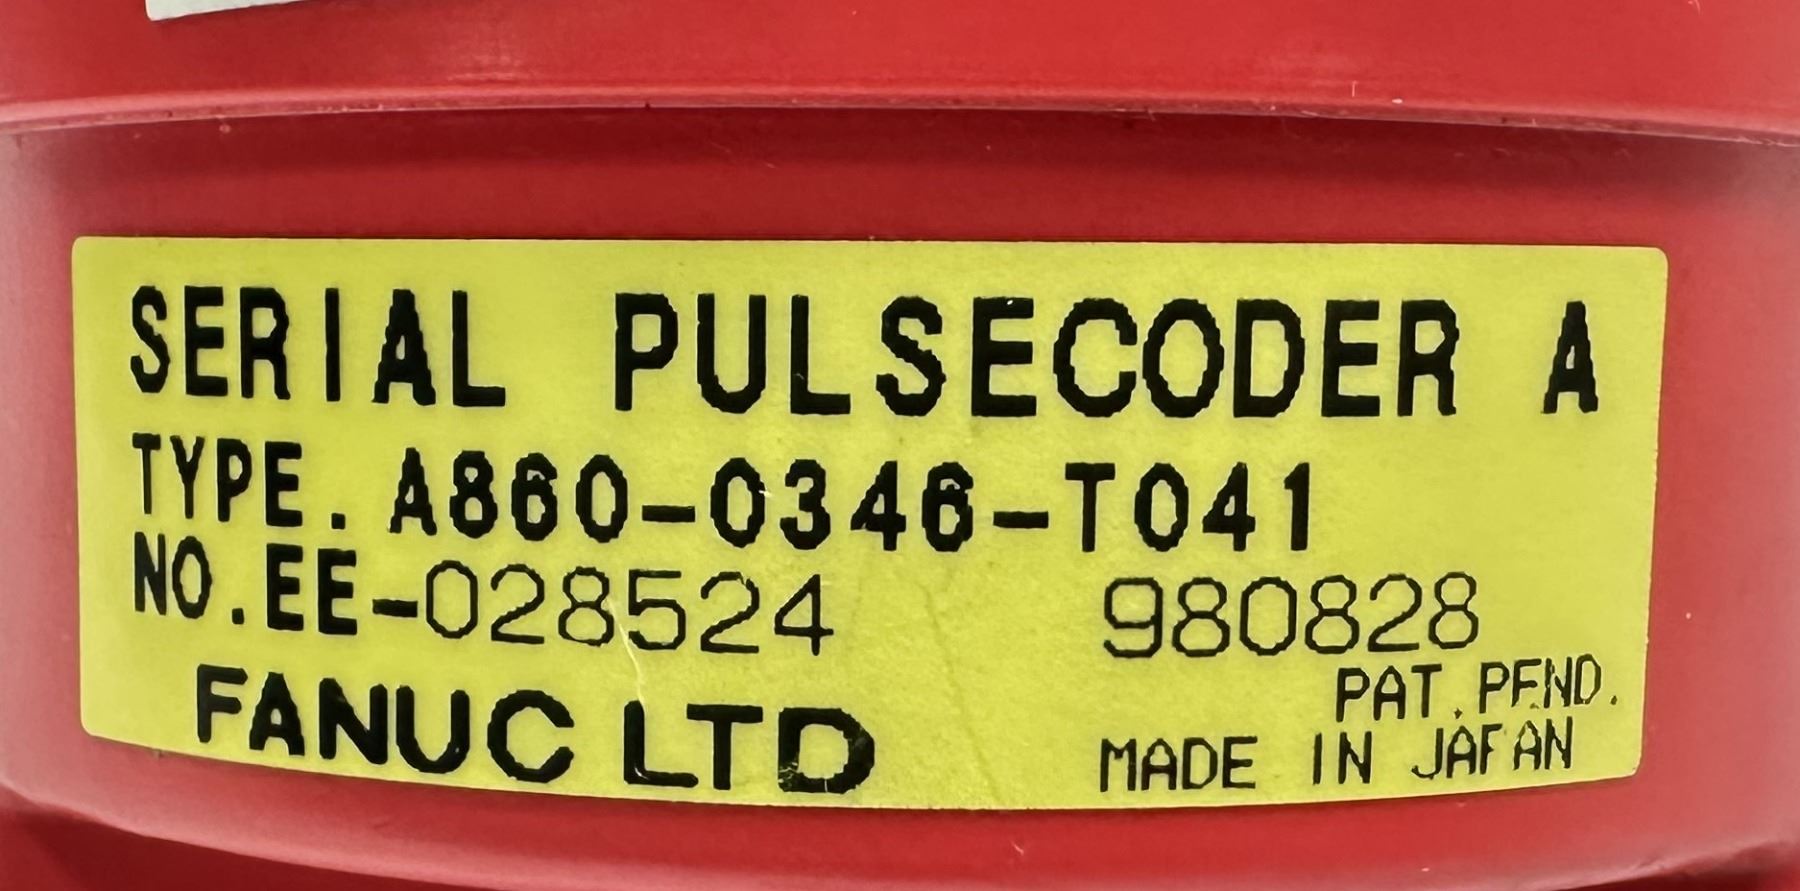 SERIAL PULSECODER A
TYPE. A860-0346-T041
NO.EE-028524 980828
PAT.PEND.
FANUC LTD MADE IN JAPAN